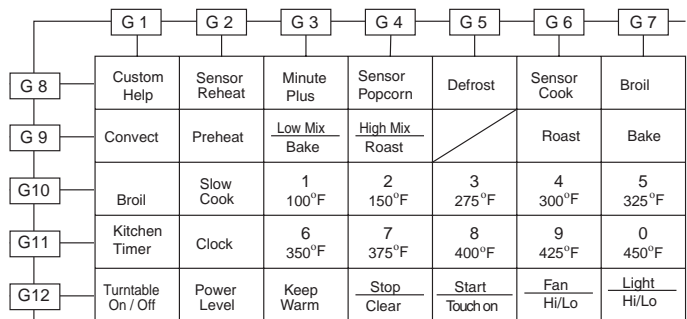 G 1 G 2 G 3 G 4 G 5 G 6 G 7
G 8 Custom Help Sensor Reheat Minute Plus Sensor Popcorn Defrost Sensor Cook Broil
G 9 Convect Preheat Low Mix Bake High Mix Roast Roast Bake
G10 Broil Slow Cook 1 100°F 2 150°F 3 275°F 4 300°F 5 325°F
G11 Kitchen Timer Clock 6 350°F 7 375°F 8 400°F 9 425°F 0 450°F
G12 Turntable On / Off Power Level Keep Warm Stop Clear Start Touch on Fan Hi/Lo Light Hi/Lo